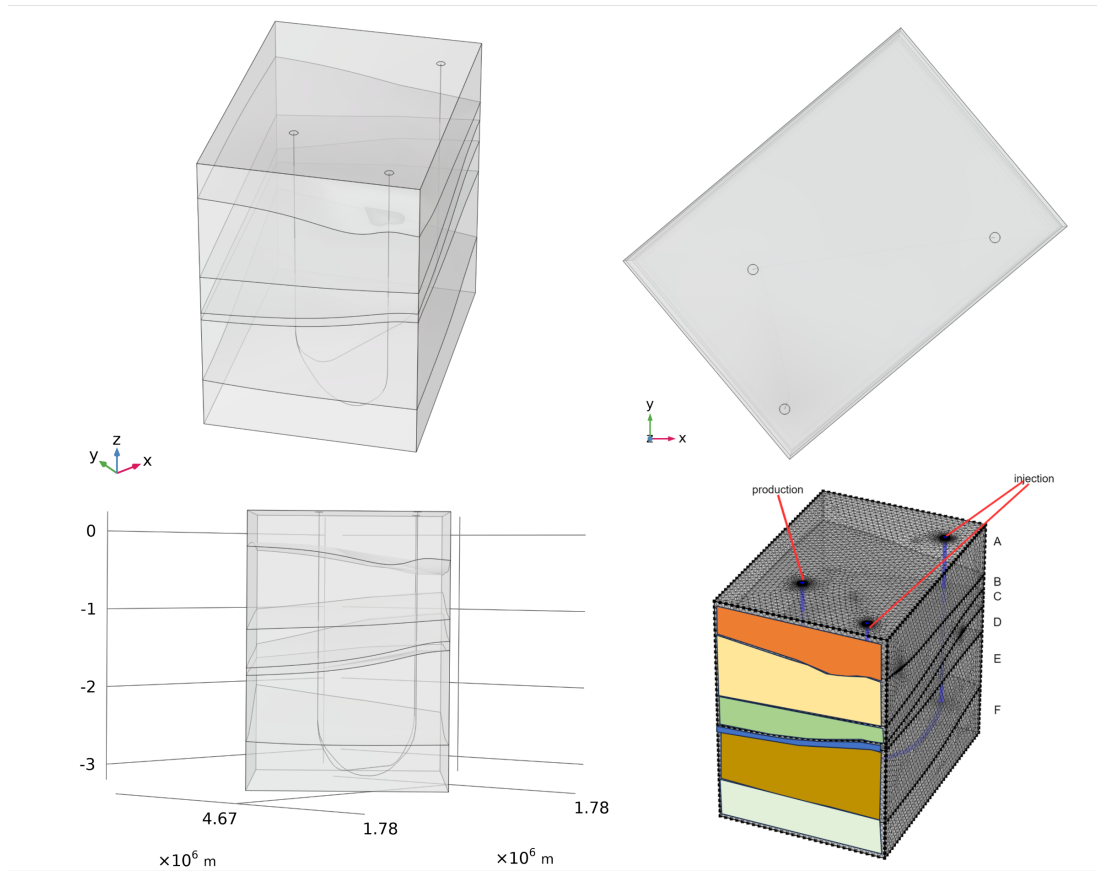 z
y
x
y
z
x
0
-1
-2
-3
4.67
1.78
1.78
×10⁶ m
×10⁶ m
production
injection
A
B
C
D
E
F